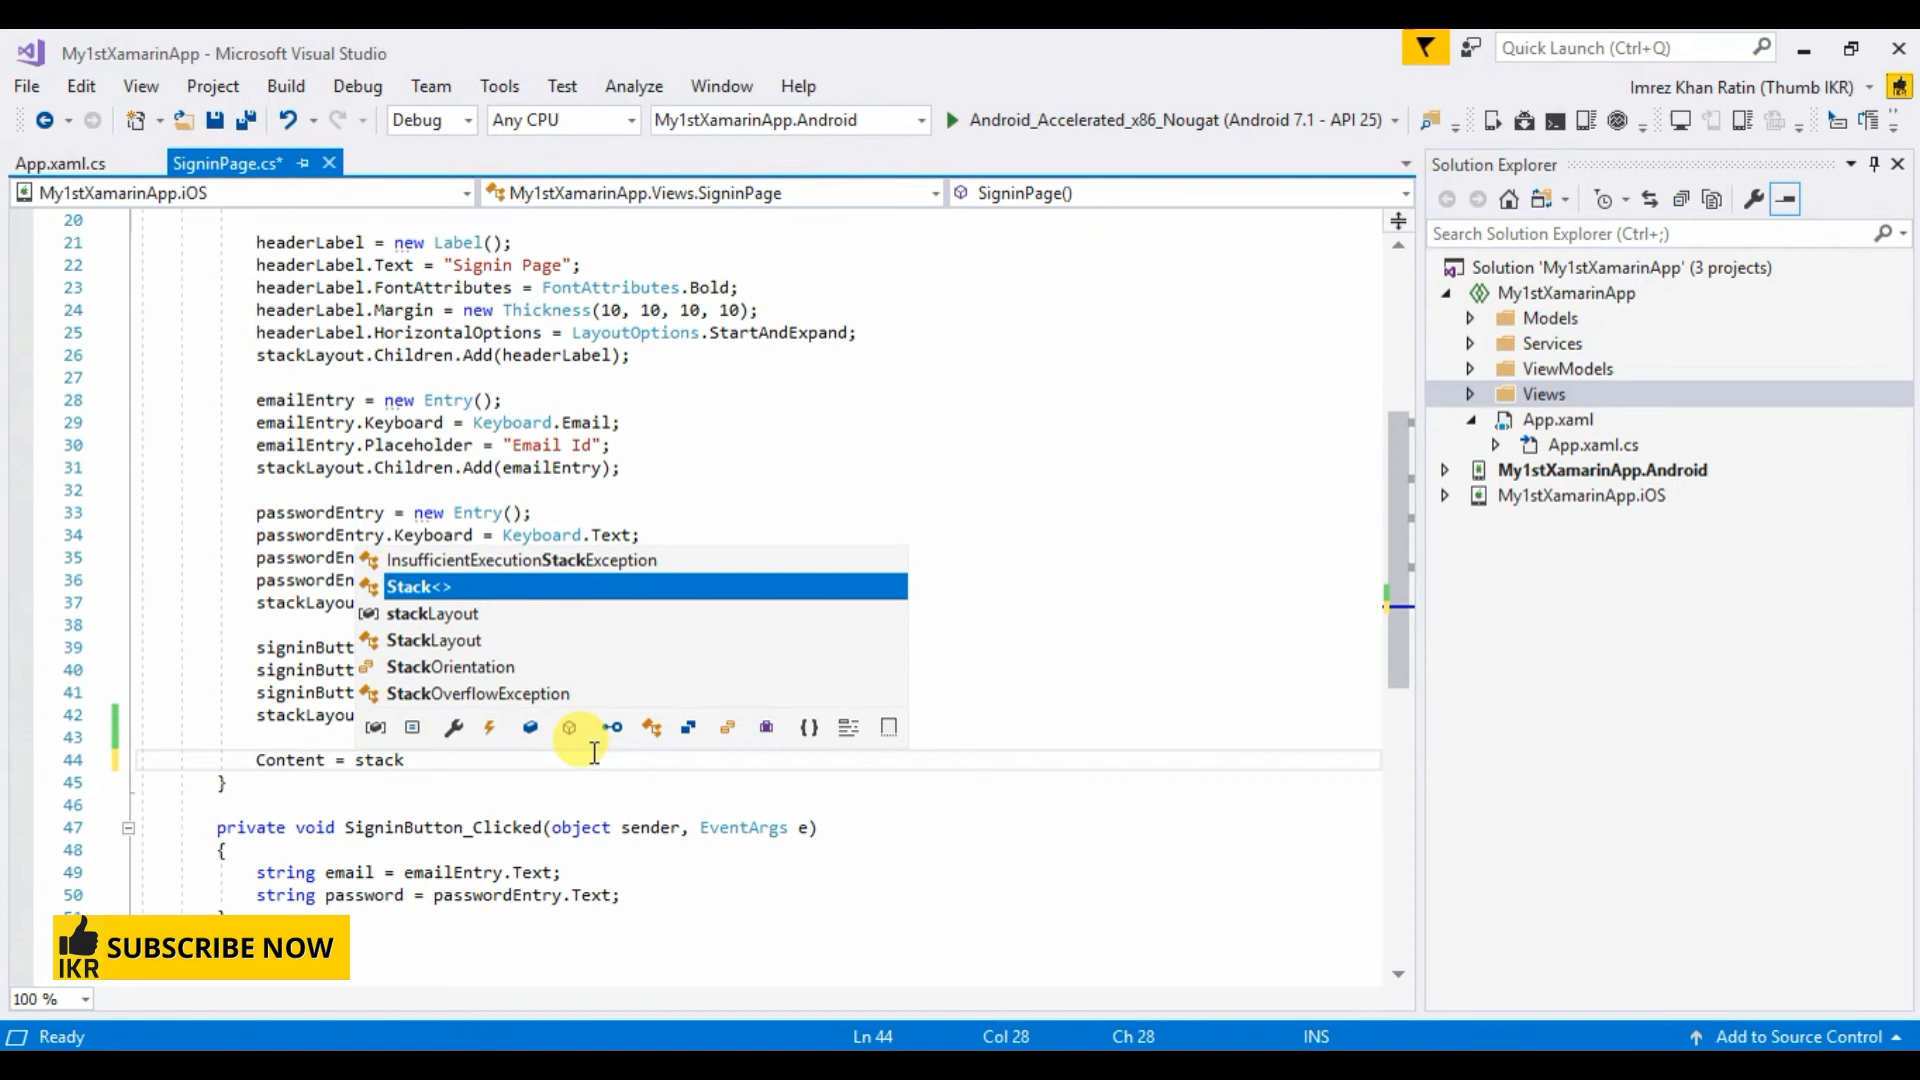 My1stXamarinApp - Microsoft Visual Studio
Quick Launch (Ctrl+Q)
File Edit View Project Build Debug Team Tools Test Analyze Window Help
Imrez Khan Ratin (Thumb IKR)
Debug Any CPU My1stXamarinApp.Android Android_Accelerated_x86_Nougat (Android 7.1 - API 25)
App.xaml.cs SigninPage.cs*
My1stXamarinApp.iOS My1stXamarinApp.Views.SigninPage SigninPage()
20
21 headerLabel = new Label();
22 headerLabel.Text = "Signin Page";
23 headerLabel.FontAttributes = FontAttributes.Bold;
24 headerLabel.Margin = new Thickness(10, 10, 10, 10);
25 headerLabel.HorizontalOptions = LayoutOptions.StartAndExpand;
26 stackLayout.Children.Add(headerLabel);
27
28 emailEntry = new Entry();
29 emailEntry.Keyboard = Keyboard.Email;
30 emailEntry.Placeholder = "Email Id";
31 stackLayout.Children.Add(emailEntry);
32
33 passwordEntry = new Entry();
34 passwordEntry.Keyboard = Keyboard.Text;
35 passwordEn
36 passwordEn
37 stackLayou
38
39 signinButt
40 signinButt
41 signinButt
42 stackLayou
43
InsufficientExecutionStackException
Stack<>
stackLayout
StackLayout
StackOrientation
StackOverflowException
44 Content = stack
45 }
46
47 private void SigninButton_Clicked(object sender, EventArgs e)
48 {
49 string email = emailEntry.Text;
50 string password = passwordEntry.Text;
IKR SUBSCRIBE NOW
100 %
Solution Explorer
Search Solution Explorer (Ctrl+;)
Solution 'My1stXamarinApp' (3 projects)
My1stXamarinApp
Models
Services
ViewModels
Views
App.xaml
App.xaml.cs
My1stXamarinApp.Android
My1stXamarinApp.iOS
Ready Ln 44 Col 28 Ch 28 INS Add to Source Control